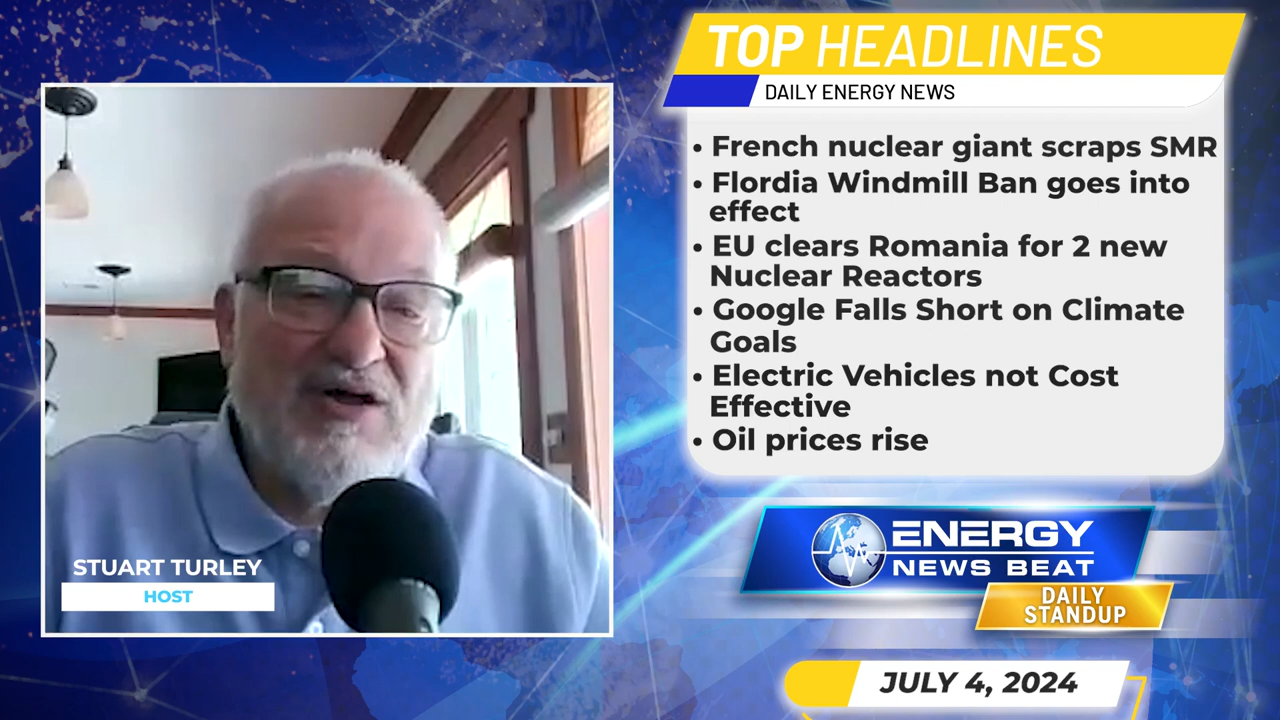 TOP HEADLINES
DAILY ENERGY NEWS
• French nuclear giant scraps SMR
• Flordia Windmill Ban goes into
effect
• EU clears Romania for 2 new
Nuclear Reactors
• Google Falls Short on Climate
Goals
• Electric Vehicles not Cost
Effective
• Oil prices rise
STUART TURLEY
HOST
ENERGY
NEWS BEAT
DAILY
STANDUP
JULY 4, 2024